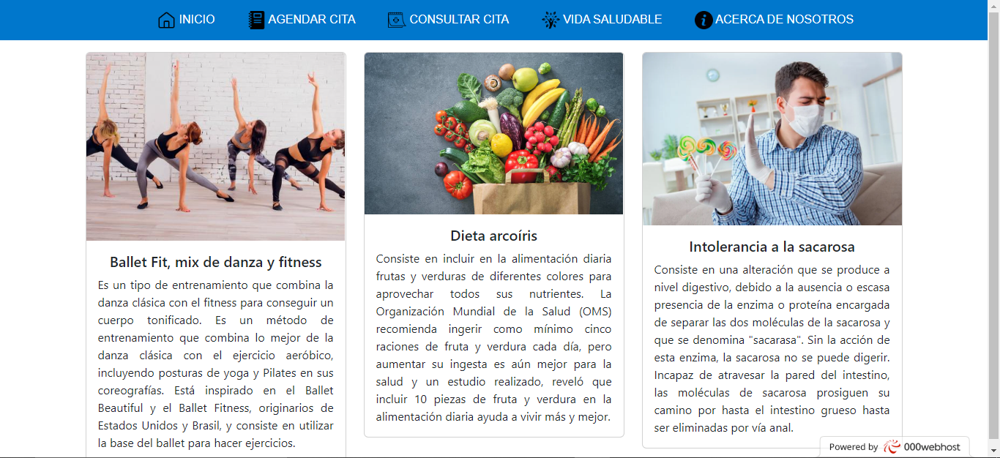 INICIO AGENDAR CITA CONSULTAR CITA VIDA SALUDABLE ACERCA DE NOSOTROS
Ballet Fit, mix de danza y fitness
Es un tipo de entrenamiento que combina la
danza clásica con el fitness para conseguir un
cuerpo tonificado. Es un método de
entrenamiento que combina lo mejor de la
danza clásica con el ejercicio aeróbico,
incluyendo posturas de yoga y Pilates en sus
coreografías. Está inspirado en el Ballet
Beautiful y el Ballet Fitness, originarios de
Estados Unidos y Brasil, y consiste en utilizar
la base del ballet para hacer ejercicios.
Dieta arcoíris
Consiste en incluir en la alimentación diaria
frutas y verduras de diferentes colores para
aprovechar todos sus nutrientes. La
Organización Mundial de la Salud (OMS)
recomienda ingerir como mínimo cinco
raciones de fruta y verdura cada día, pero
aumentar su ingesta es aún mejor para la
salud y un estudio realizado, reveló que
incluir 10 piezas de fruta y verdura en la
alimentación diaria ayuda a vivir más y mejor.
Intolerancia a la sacarosa
Consiste en una alteración que se produce a
nivel digestivo, debido a la ausencia o escasa
presencia de la enzima o proteína encargada
de separar las dos moléculas de la sacarosa y
que se denomina "sacarasa". Sin la acción de
esta enzima, la sacarosa no se puede digerir.
Incapaz de atravesar la pared del intestino,
las moléculas de sacarosa prosiguen su
camino por hasta el intestino grueso hasta
ser eliminadas por vía anal.
Powered by 000webhost